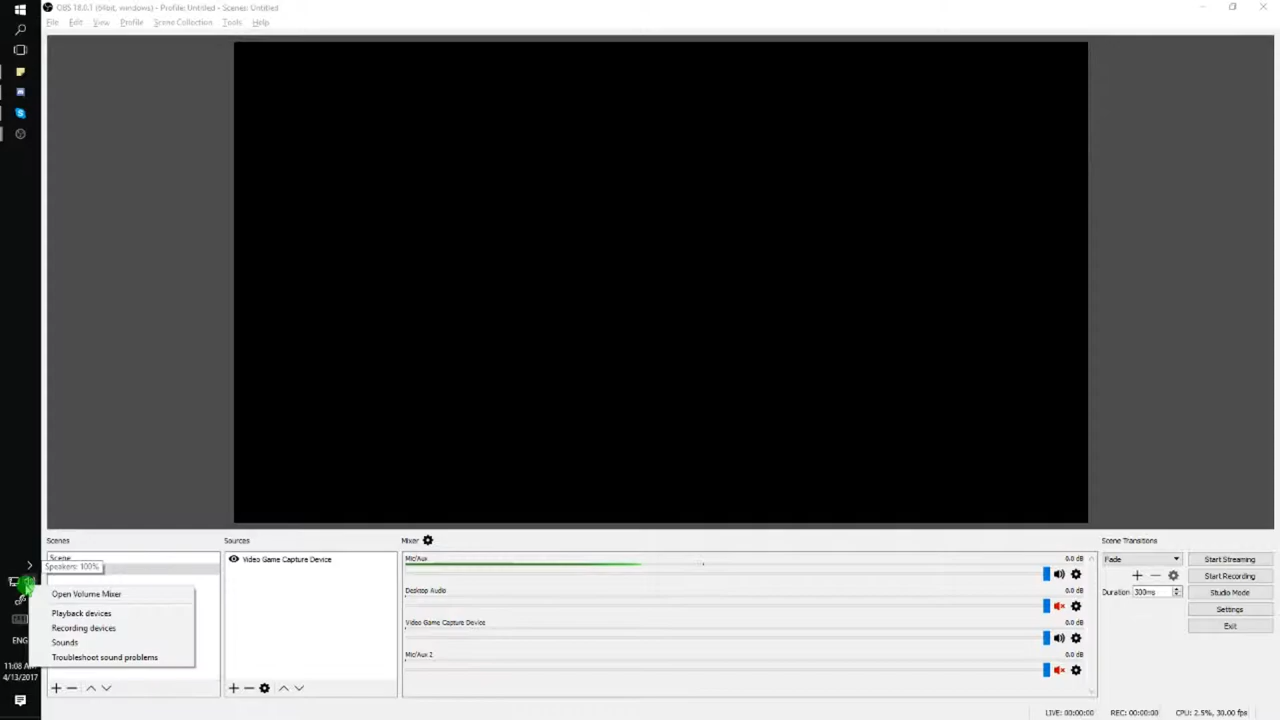 OBS 18.0.1 (64bit, windows) - Profile: Untitled - Scenes: Untitled
File Edit View Profile Scene Collection Tools Help
Scenes
Scene
Speakers: 100%
Open Volume Mixer
Playback devices
Recording devices
Sounds
Troubleshoot sound problems
ENG
11:08 AM
4/13/2017
Sources
Video Game Capture Device
Mixer
Mic/Aux 0.0 dB
Desktop Audio 0.0 dB
Video Game Capture Device 0.0 dB
Mic/Aux 2 0.0 dB
Scene Transitions
Fade
Duration 300ms
Start Streaming
Start Recording
Studio Mode
Settings
Exit
LIVE: 00:00:00 REC: 00:00:00 CPU: 2.5%, 30.00 fps